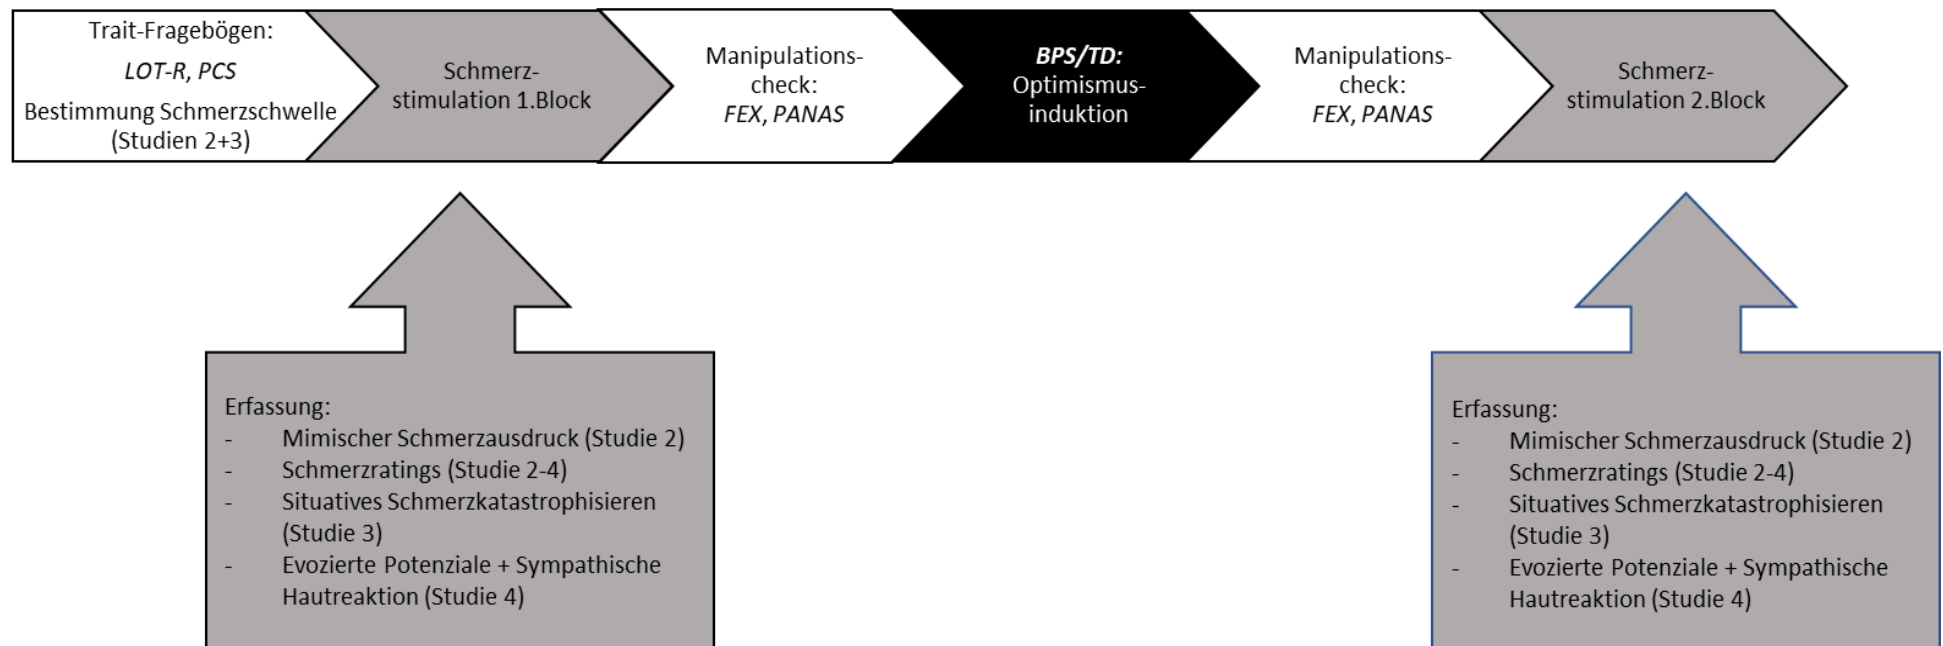 Trait-Fragebögen:
LOT-R, PCS
Bestimmung Schmerzschwelle
(Studien 2+3)
Schmerz-
stimulation 1.Block
Manipulations-
check:
FEX, PANAS
BPS/TD:
Optimismus-
induktion
Manipulations-
check:
FEX, PANAS
Schmerz-
stimulation 2.Block
Erfassung:
- Mimischer Schmerzausdruck (Studie 2)
- Schmerzratings (Studie 2-4)
- Situatives Schmerzkatastrophisieren
(Studie 3)
- Evozierte Potenziale + Sympathische
Hautreaktion (Studie 4)
Erfassung:
- Mimischer Schmerzausdruck (Studie 2)
- Schmerzratings (Studie 2-4)
- Situatives Schmerzkatastrophisieren
(Studie 3)
- Evozierte Potenziale + Sympathische
Hautreaktion (Studie 4)